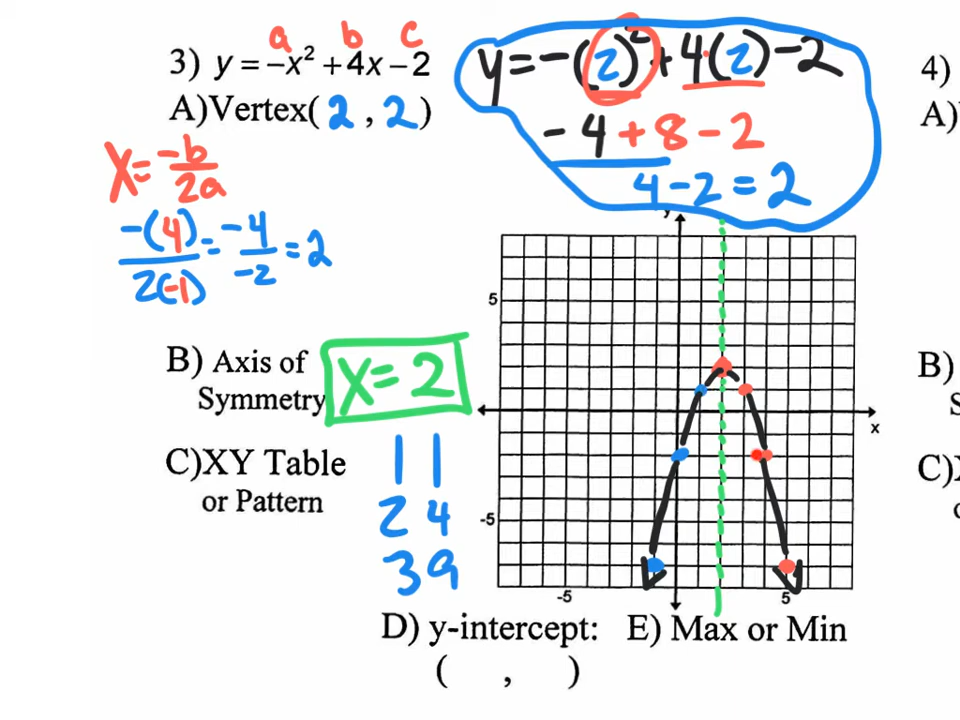 a b c
3) y = -x² + 4x - 2
y = -(2)² + 4(2) - 2
4)
A) Vertex( 2 , 2 )
A)
- 4 + 8 - 2
4 - 2 = 2
x = -b/2a
-(4)/2(-1) = -4/-2 = 2
y
5
B) Axis of Symmetry
x = 2
B)
x
C) XY Table or Pattern
1 1
2 4
3 9
-5
-5 5
D) y-intercept: E) Max or Min
( , )